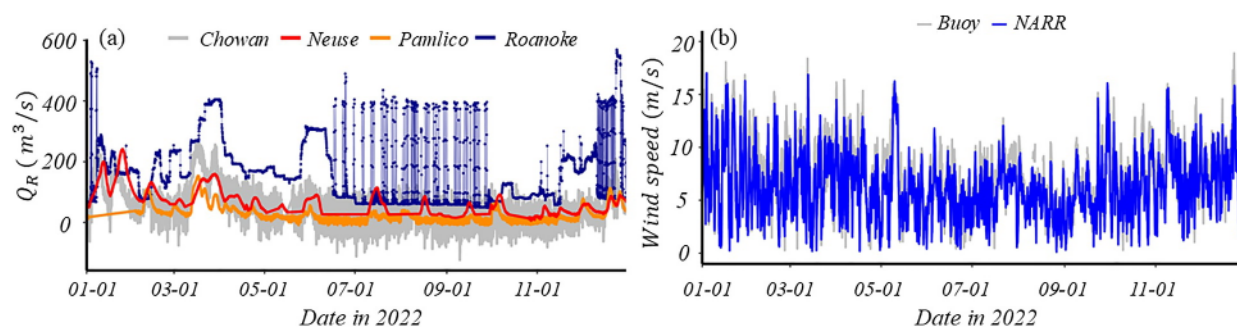 (a)
Chowan Neuse Pamlico Roanoke
Q_R (m³/s)
600
400
200
0
01-01 03-01 05-01 07-01 09-01 11-01
Date in 2022
(b)
Buoy NARR
Wind speed (m/s)
20
15
10
5
0
01-01 03-01 05-01 07-01 09-01 11-01
Date in 2022